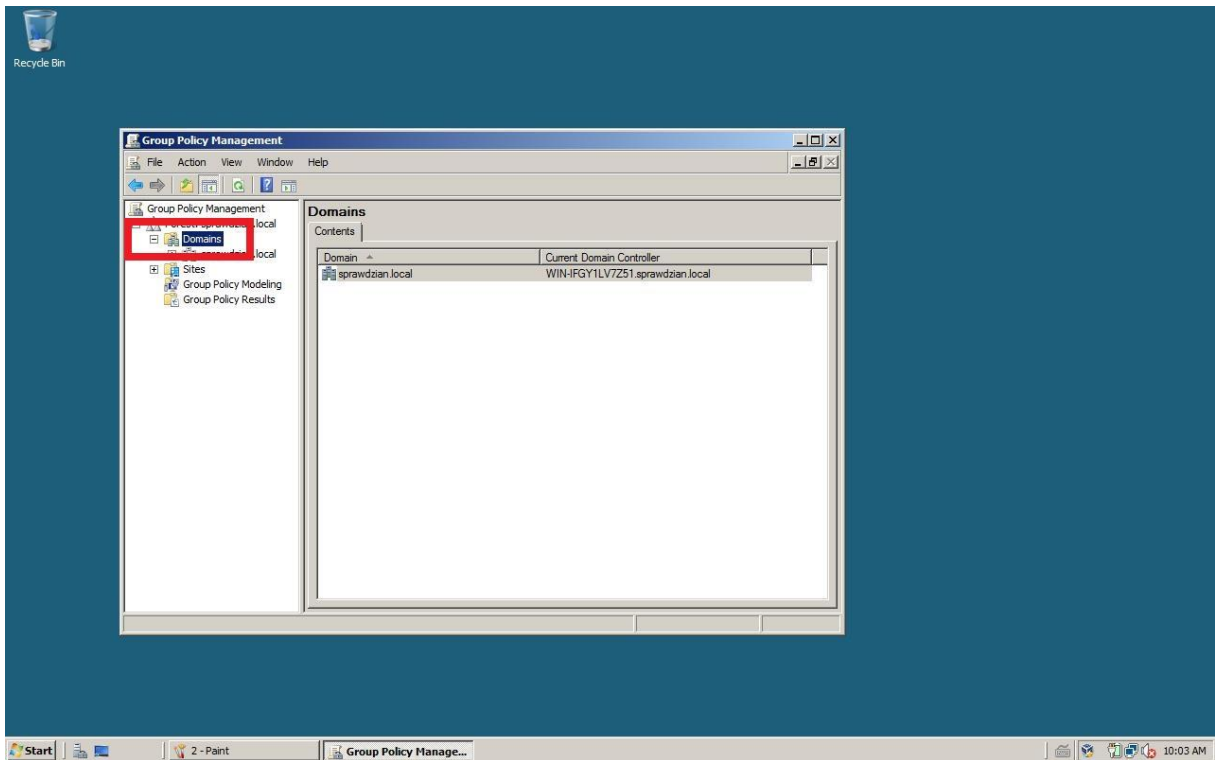 Recycle Bin
Group Policy Management
File Action View Window Help
Group Policy Management
.local
Domains
.local
Sites
Group Policy Modeling
Group Policy Results
Domains
Contents
Domain Current Domain Controller
sprawdzian.local WIN-IFGY1LV7Z51.sprawdzian.local
Start 2 - Paint Group Policy Manage... 10:03 AM